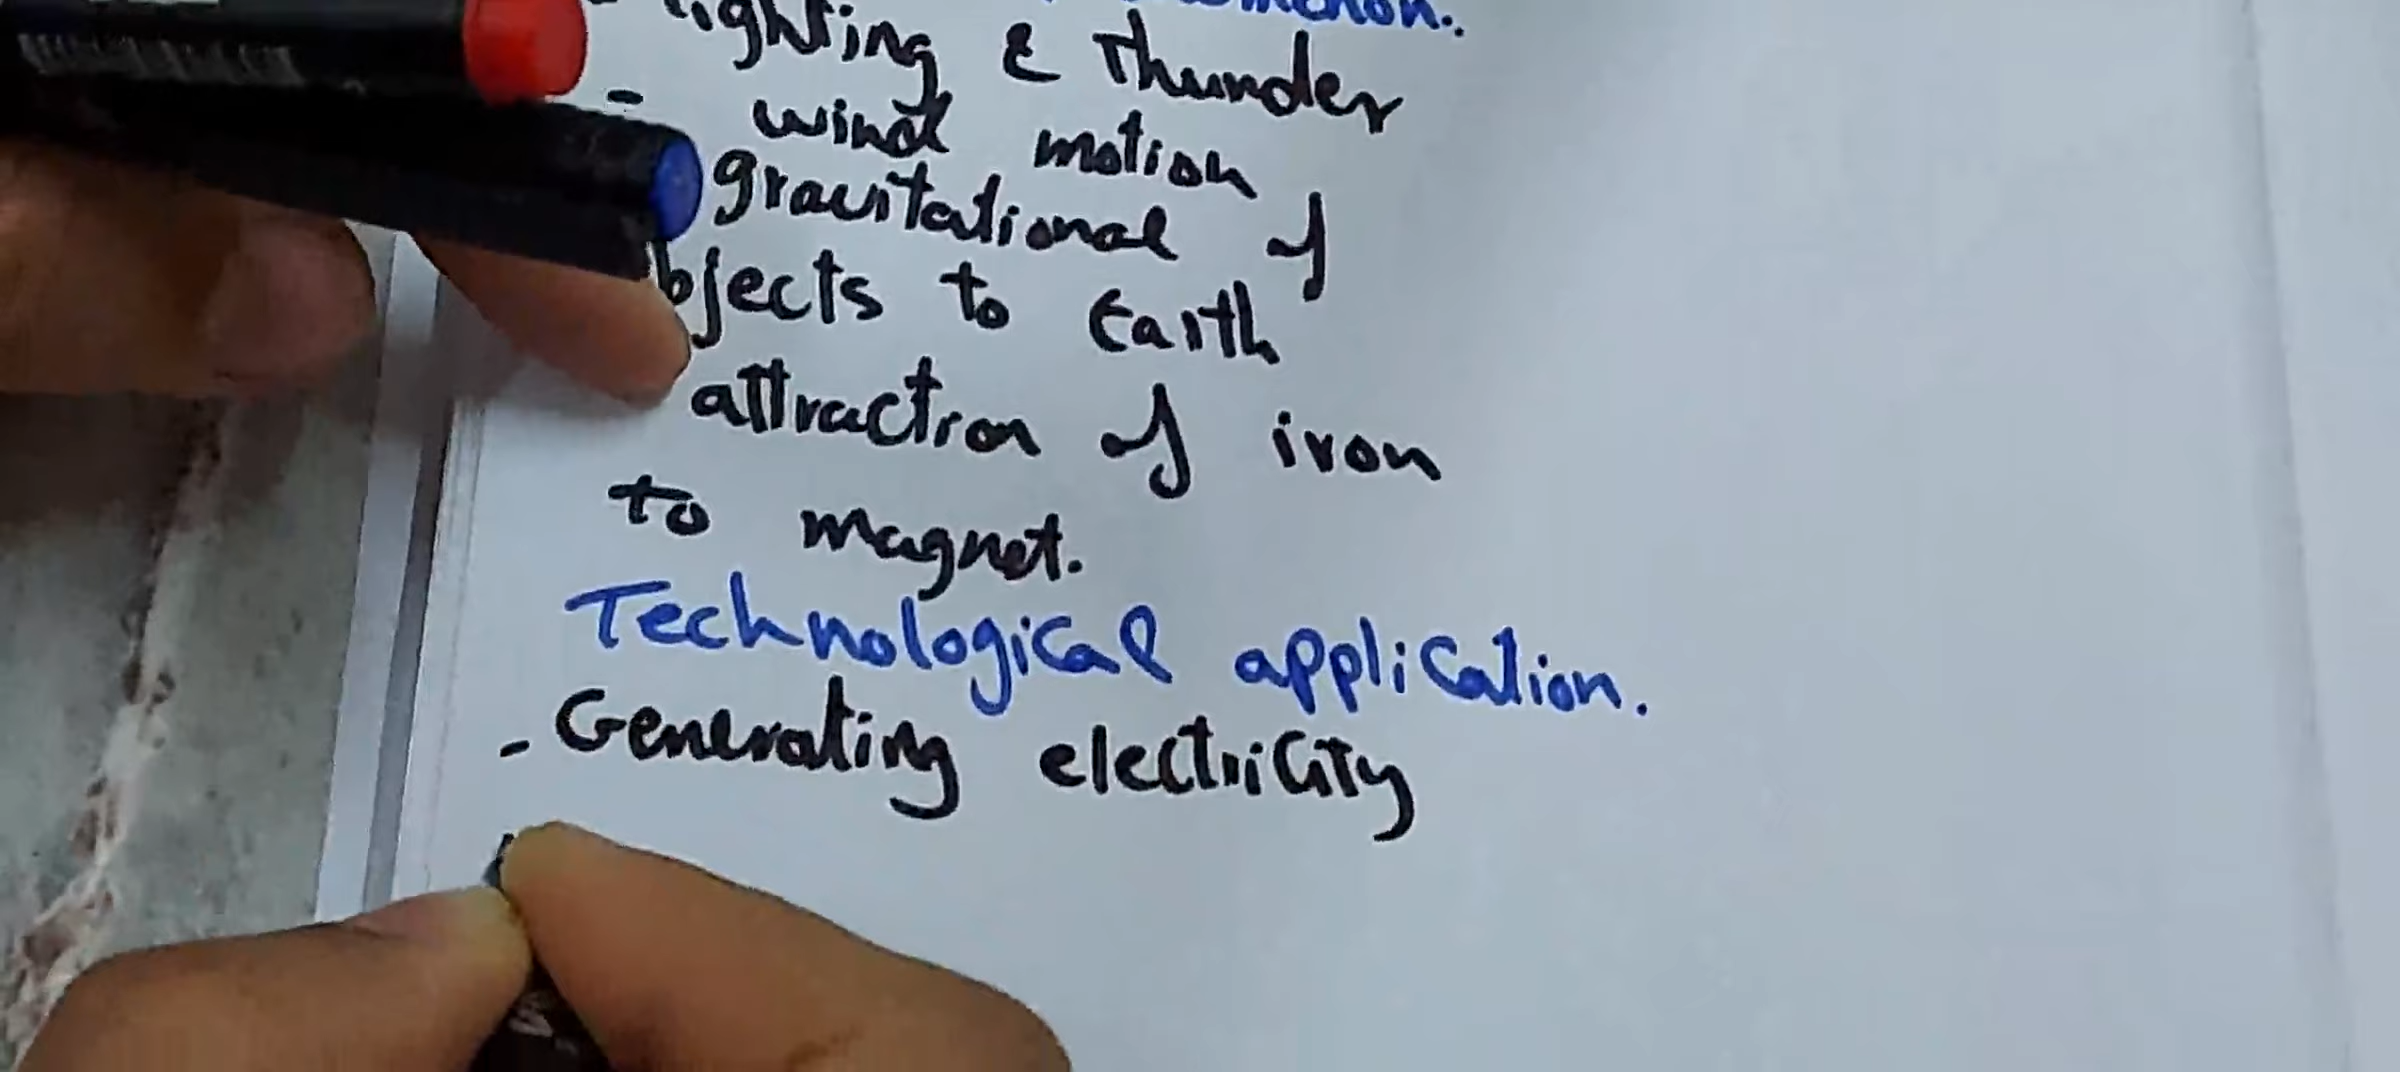 lighting & thunder
- wind motion
gravitational of
objects to Earth
attraction of iron
to magnet.
Technological application.
- Generating electricity